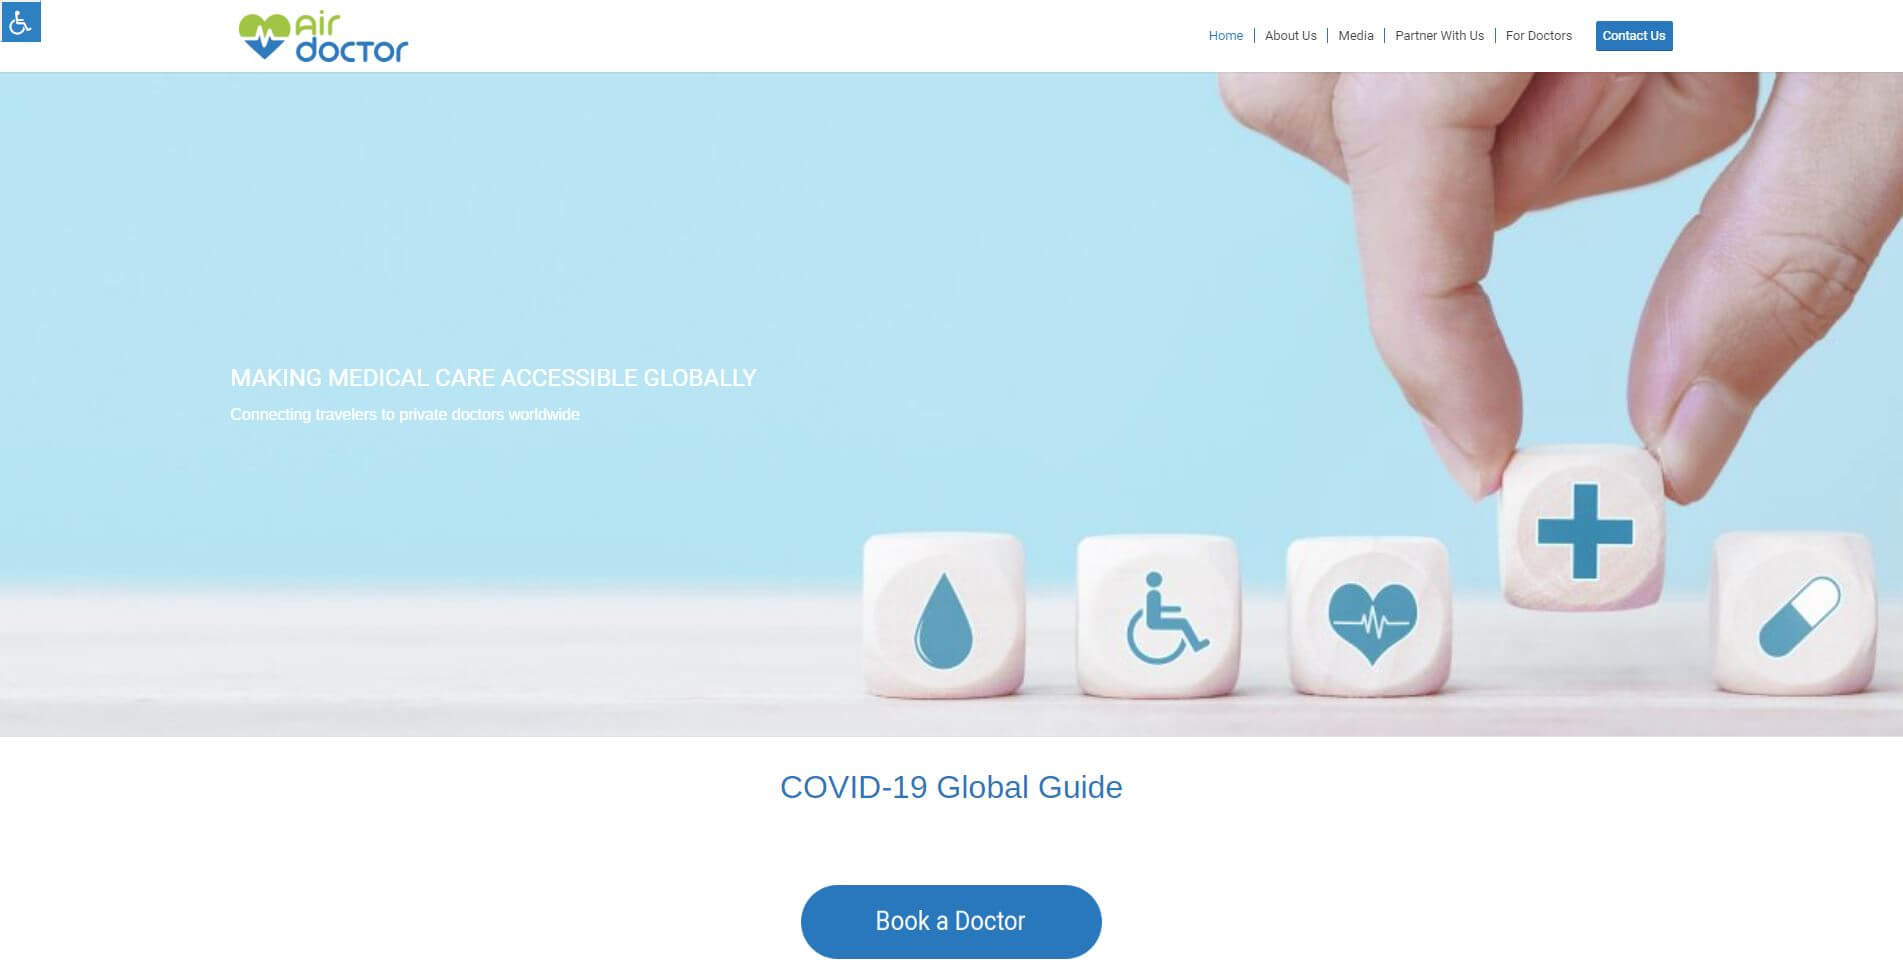 Air
doctor
Home
About Us
Media
Partner With Us
For Doctors
Contact Us
MAKING MEDICAL CARE ACCESSIBLE GLOBALLY
Connecting travelers to private doctors worldwide
COVID-19 Global Guide
Book a Doctor